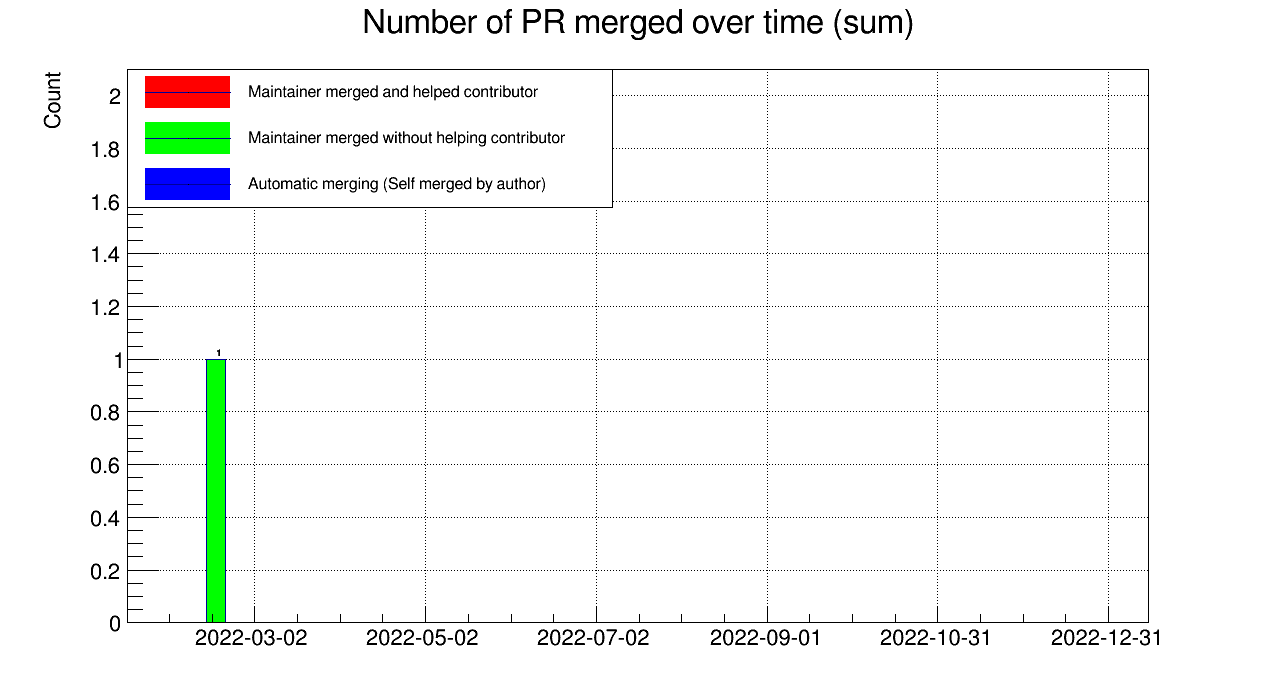 Number of PR merged over time (sum)
Count
Maintainer merged and helped contributor
Maintainer merged without helping contributor
Automatic merging (Self merged by author)
2
1.8
1.6
1.4
1.2
1
0.8
0.6
0.4
0.2
0
1
2022-03-02 2022-05-02 2022-07-02 2022-09-01 2022-10-31 2022-12-31